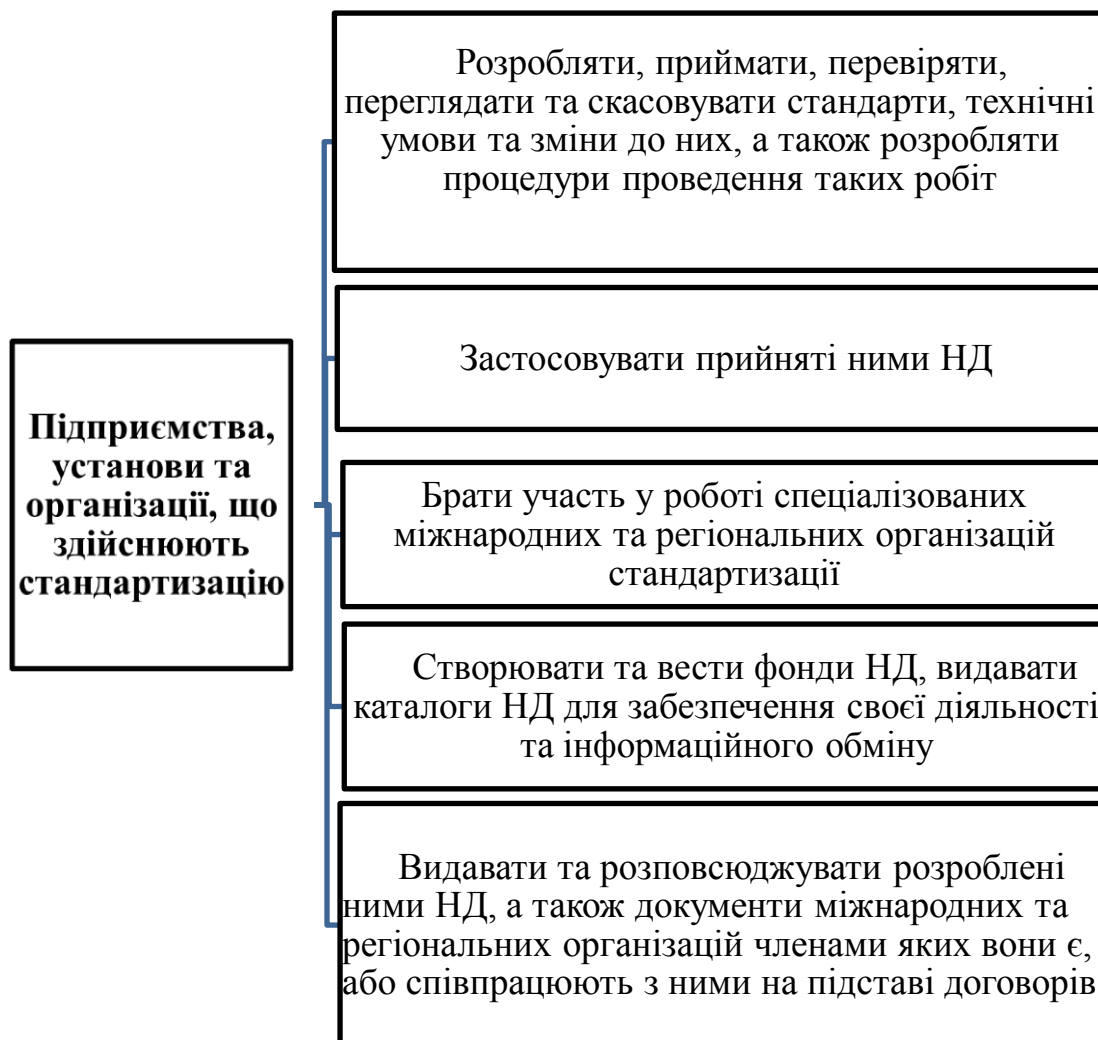 Розробляти, приймати, перевіряти,
переглядати та скасовувати стандарти, технічні
умови та зміни до них, а також розробляти
процедури проведення таких робіт
Застосовувати прийняті ними НД
Підприємства,
установи та
організації, що
здійснюють
стандартизацію
Брати участь у роботі спеціалізованих
міжнародних та регіональних організацій
стандартизації
Створювати та вести фонди НД, видавати
каталоги НД для забезпечення своєї діяльності
та інформаційного обміну
Видавати та розповсюджувати розроблені
ними НД, а також документи міжнародних та
регіональних організацій членами яких вони є,
або співпрацюють з ними на підставі договорів